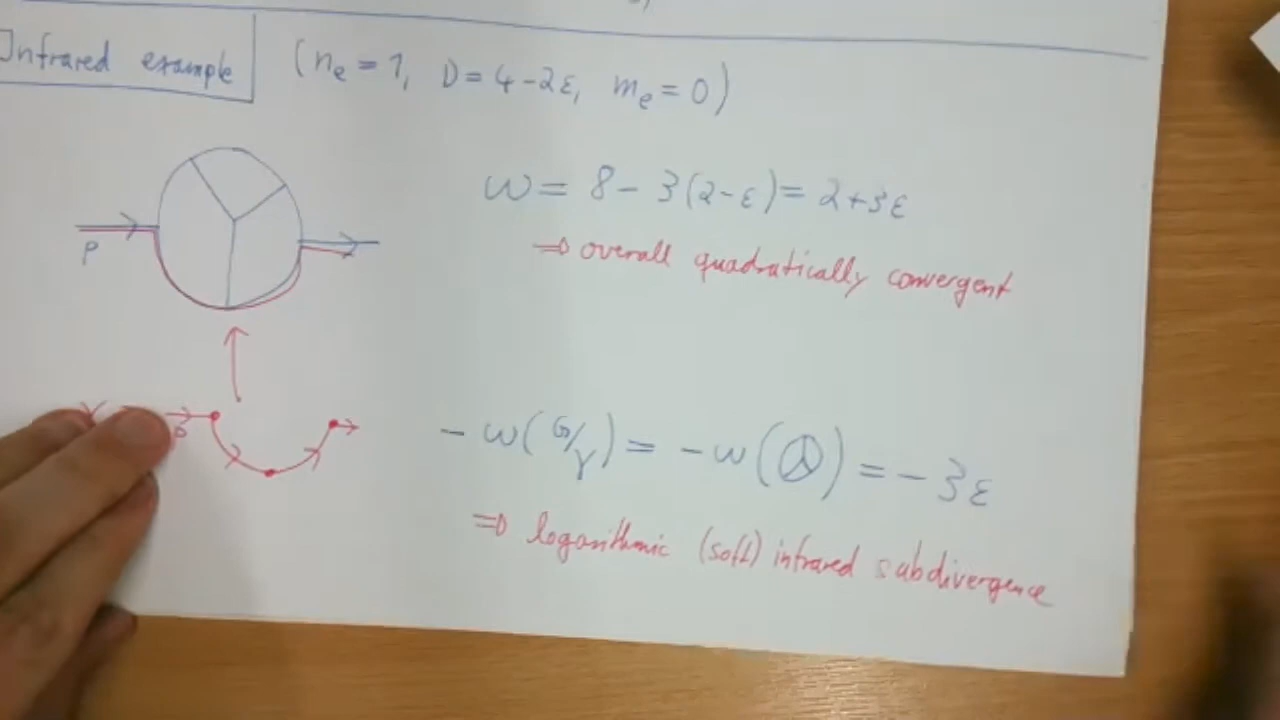 Infrared example (n_e = 1, D = 4 - 2ε, m_e = 0)
p
ω = 8 - 3(2-ε) = 2+3ε
⇒ overall quadratically convergent
- ω(G/γ) = - ω( ) = - 3ε
⇒ logarithmic (soft) infrared subdivergence